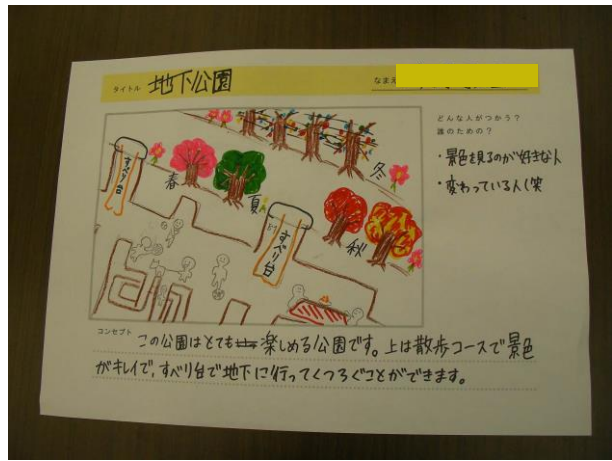 タイトル 地下公園
なまえ
どんな人がつかう?
誰のための?
・景色を見るのが好きな人
・変わっている人(笑
冬
春
夏
秋
すべり台
すべり台
コンセプト この公園はとても楽しめる公園です。上は散歩コースで景色
がキレイで、すべり台で地下に行ってくつろぐことができます。